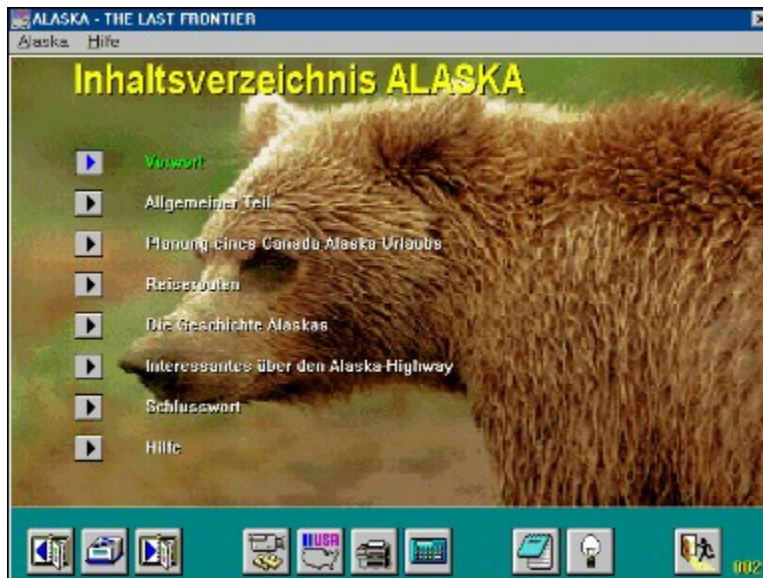 ALASKA - THE LAST FRONTIER
Alaska Hilfe
Inhaltsverzeichnis ALASKA
Vorwort
Allgemeiner Teil
Planung eines Canada Alaska Urlaubs
Reiserouten
Die Geschichte Alaskas
Interessantes über den Alaska-Highway
Schlusswort
Hilfe
USA
002